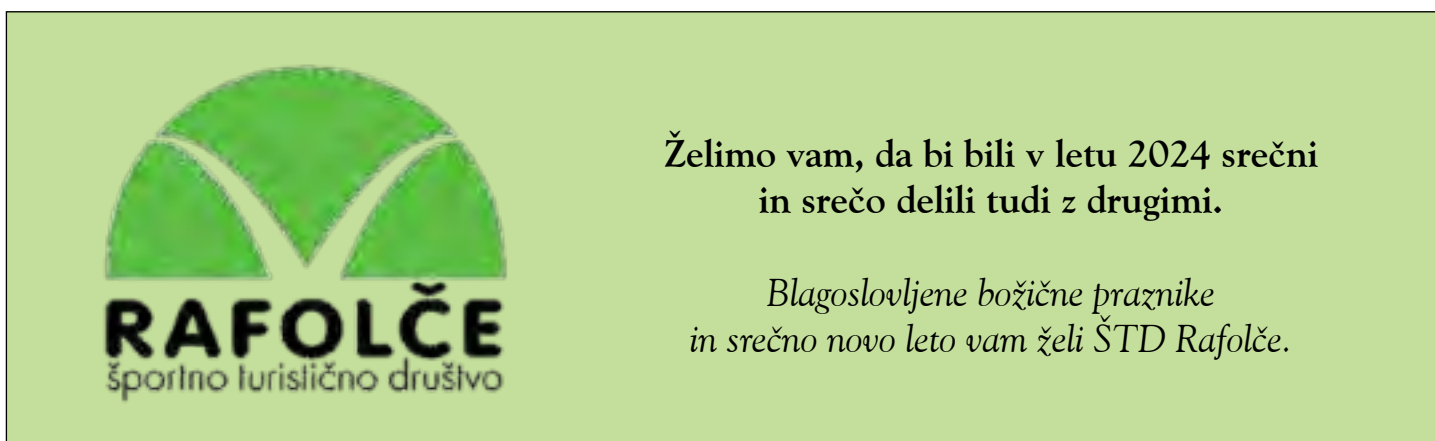 RAFOLČE
športno turistično društvo
Želimo vam, da bi bili v letu 2024 srečni
in srečo delili tudi z drugimi.
Blagoslovljene božične praznike
in srečno novo leto vam želi ŠTD Rafolče.